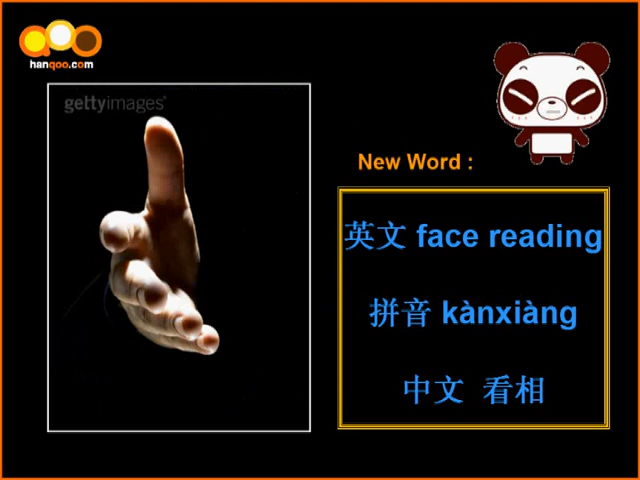 hanqoo.com
gettyimages®
New Word :
英文 face reading
拼音 kànxiàng
中文 看相